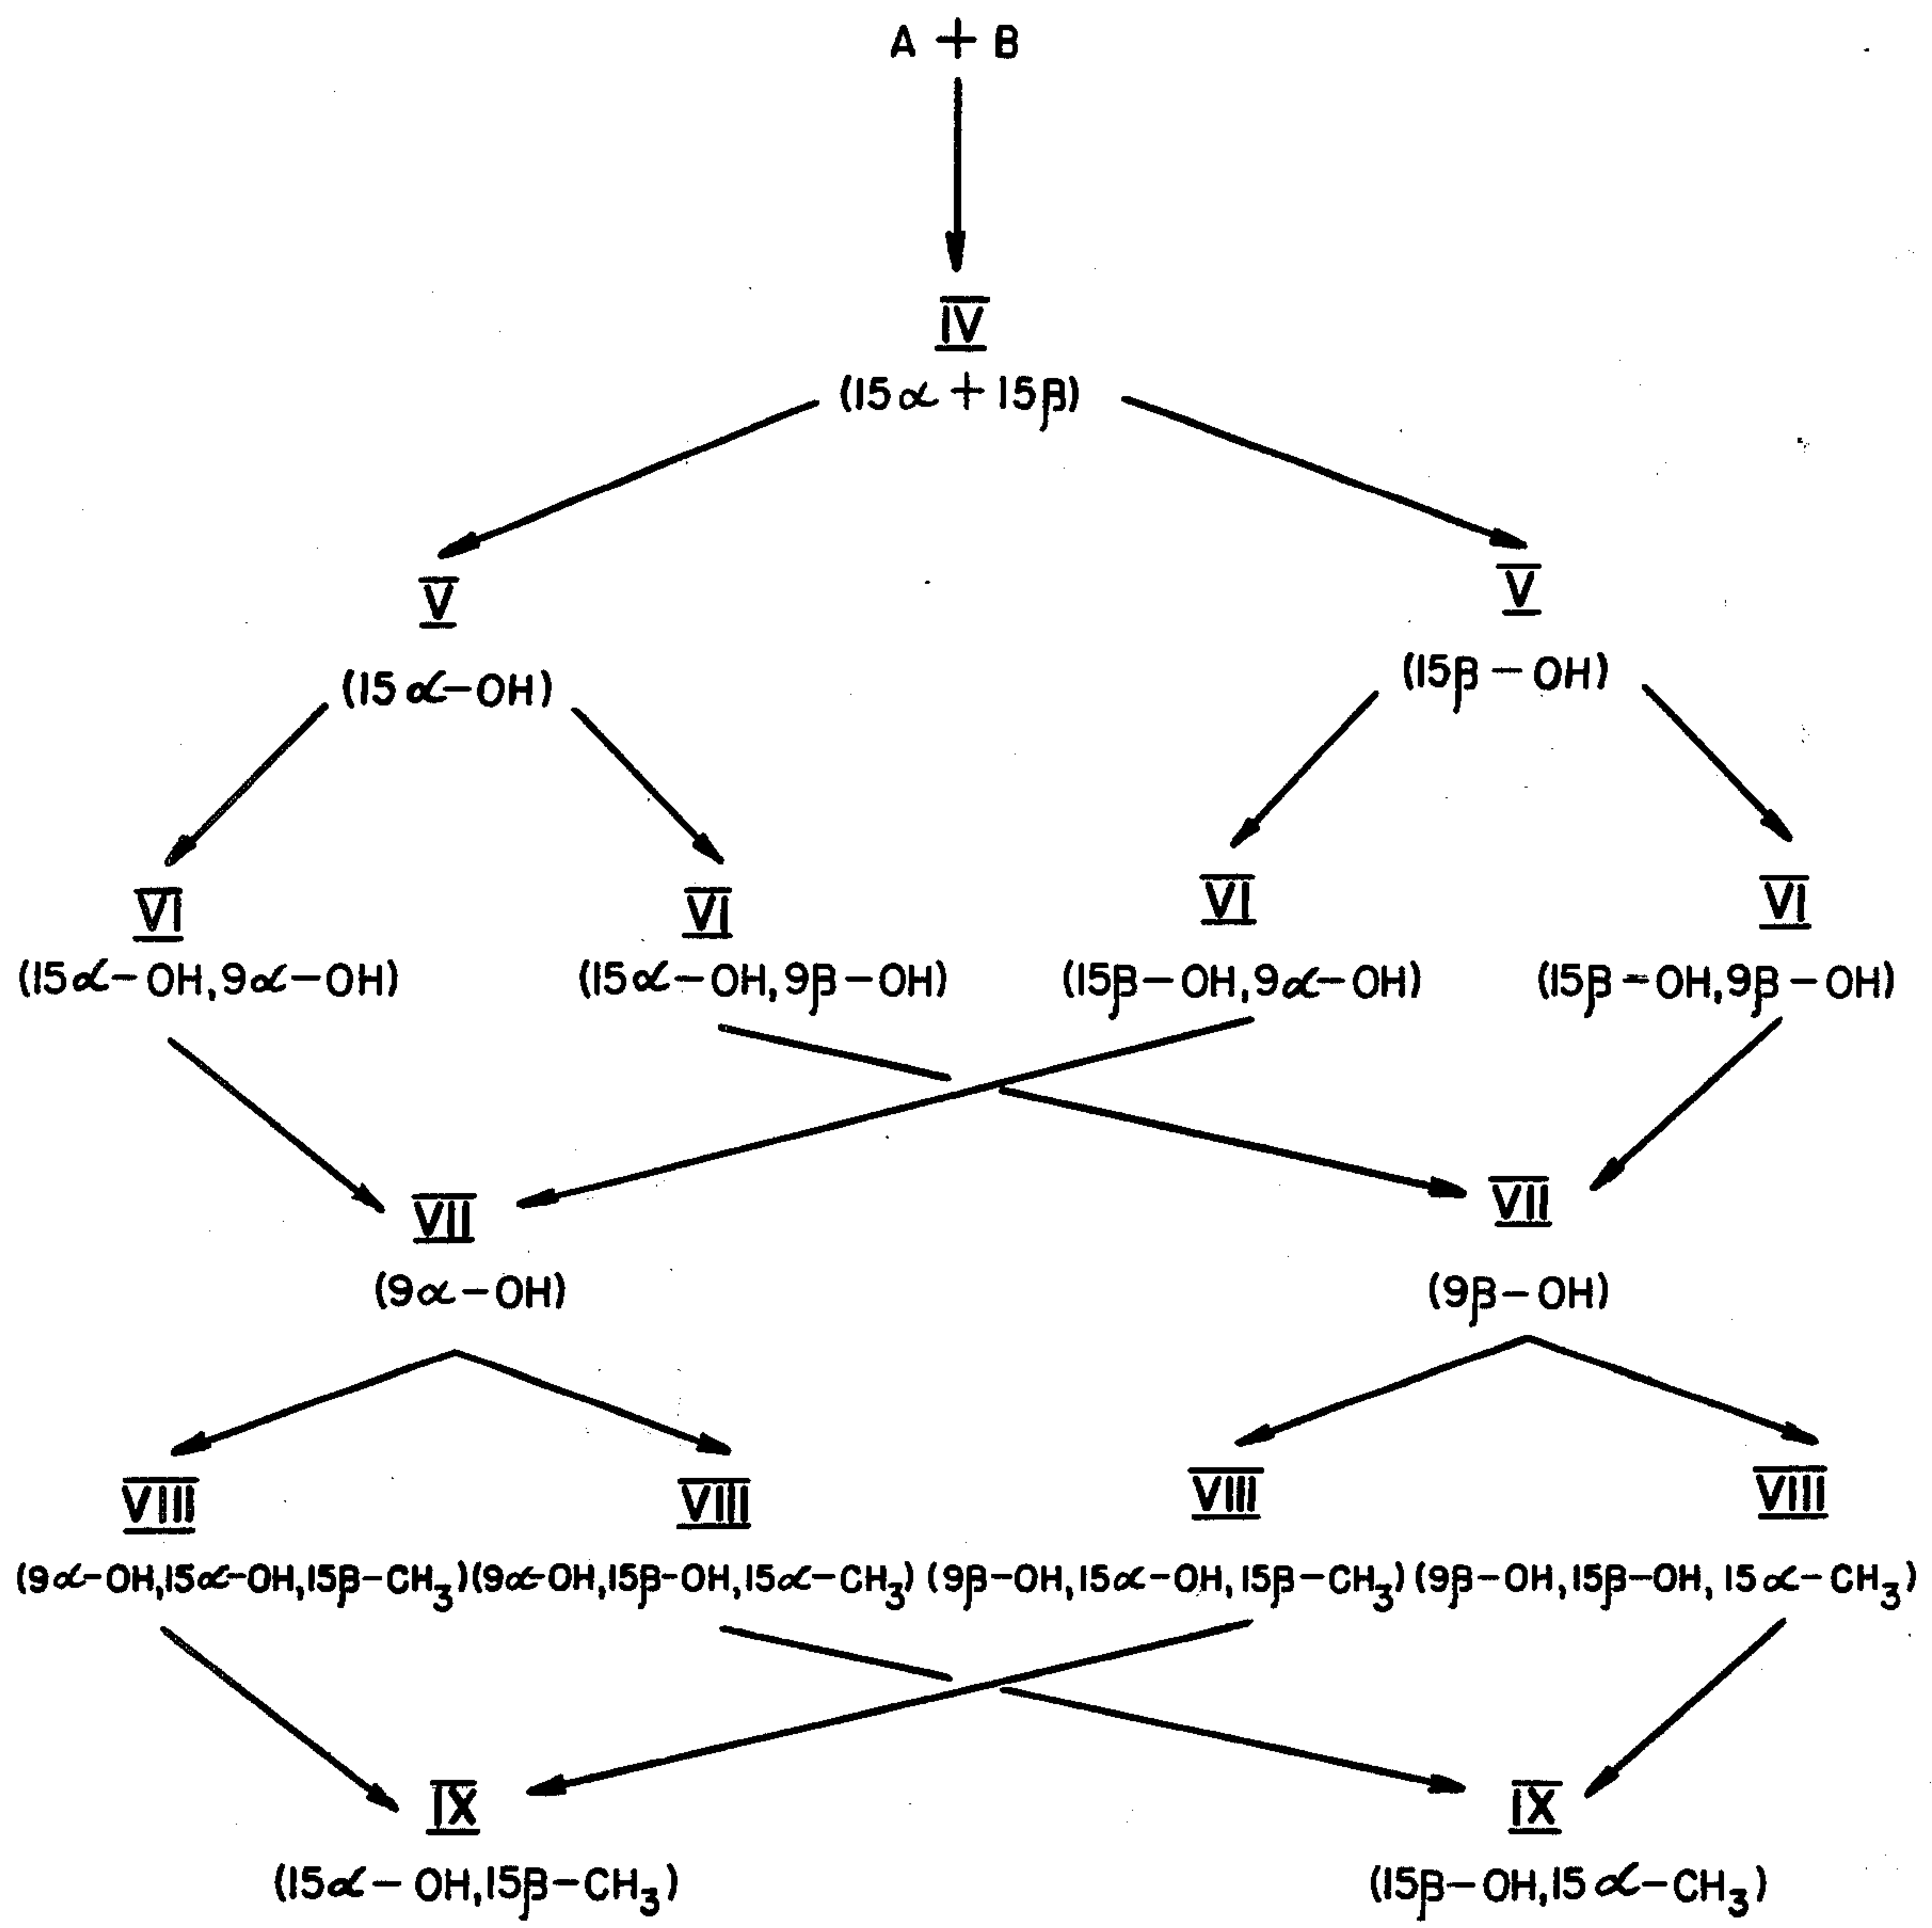 A + B
IV
(15α + 15β)
V V
(15α-OH) (15β-OH)
VI VI VI VI
(15α-OH,9α-OH) (15α-OH,9β-OH) (15β-OH,9α-OH) (15β-OH,9β-OH)
VII VII
(9α-OH) (9β-OH)
VIII VIII VIII VIII
(9α-OH,15α-OH,15β-CH₃) (9α-OH,15β-OH,15α-CH₃) (9β-OH,15α-OH,15β-CH₃) (9β-OH,15β-OH,15α-CH₃)
IX IX
(15α-OH,15β-CH₃) (15β-OH,15α-CH₃)